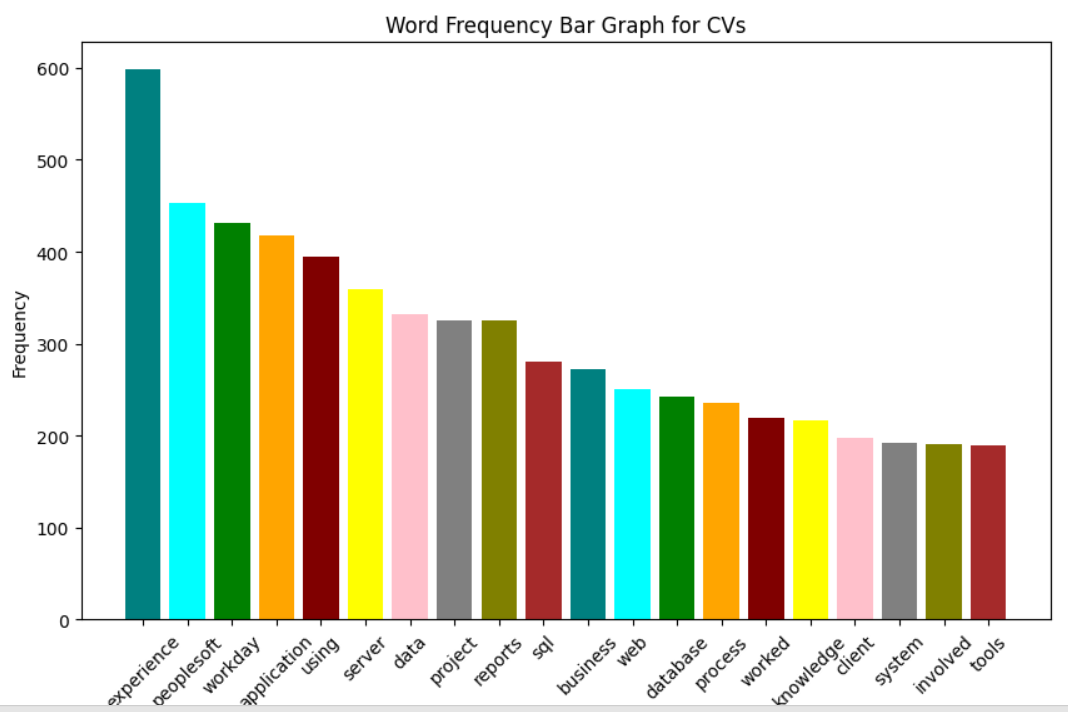 Word Frequency Bar Graph for CVs
600
500
400
300
200
100
0
Frequency
experience
peoplesoft
workday
application
using
server
data
project
reports
sql
business
web
database
process
worked
knowledge
client
system
involved
tools